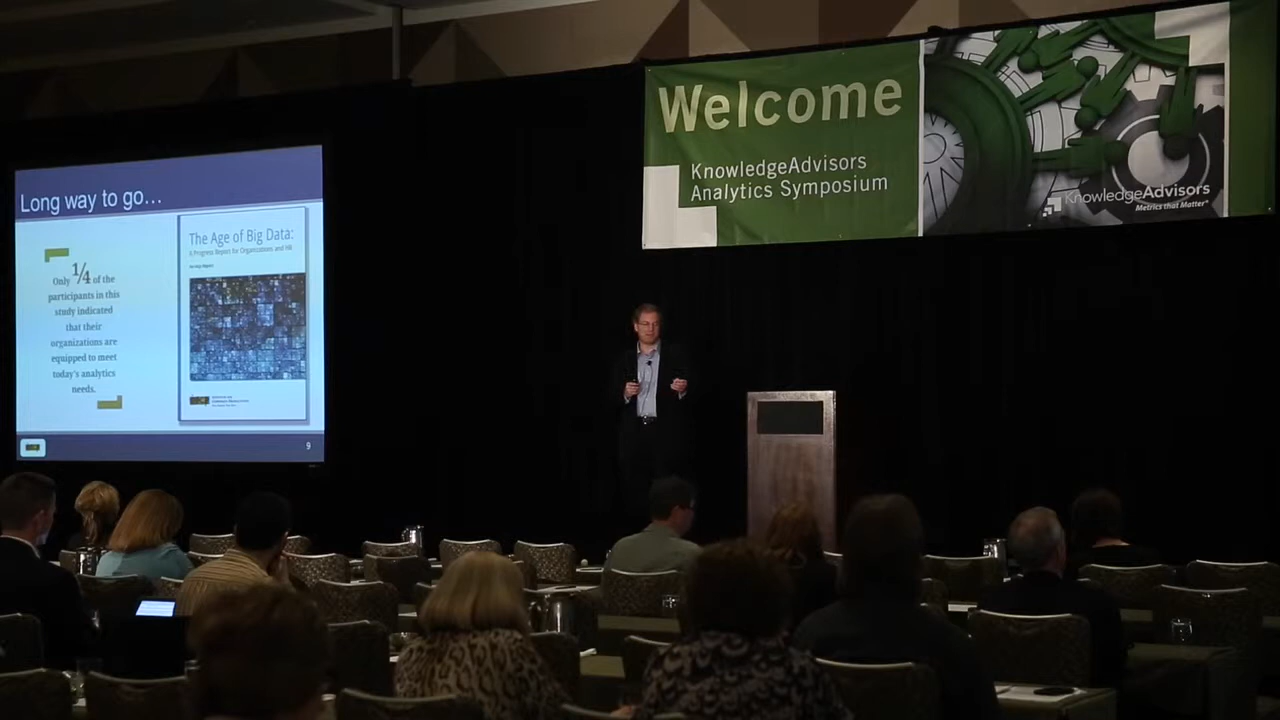 Long way to go...
Only 1/4 of the
participants in this
study indicated
that their
organizations are
equipped to meet
today's analytics
needs.
The Age of Big Data:
A Progress Report for Organizations and HR
9
Welcome
KnowledgeAdvisors
Analytics Symposium
KnowledgeAdvisors
Metrics that Matter®